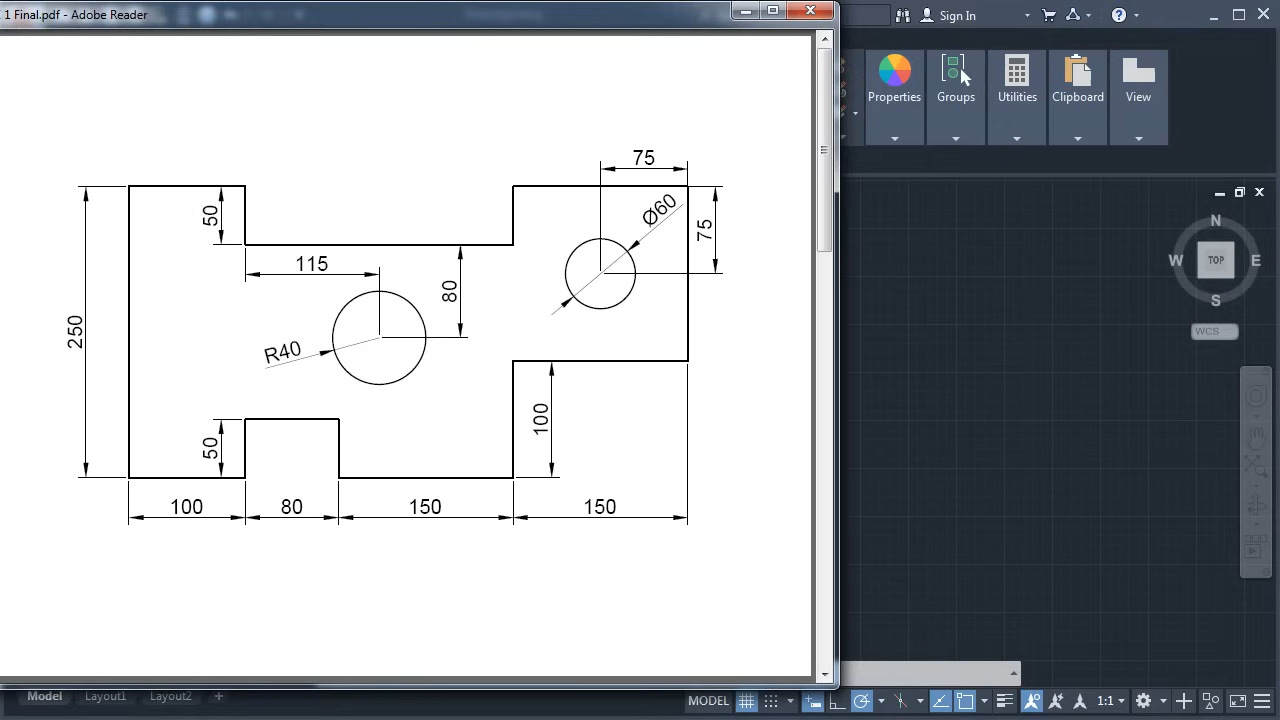 1 Final.pdf - Adobe Reader
Sign In
Properties
Groups
Utilities
Clipboard
View
75
50
Ø60
75
N
W
TOP
E
S
115
80
250
WCS
R40
100
50
100
80
150
150
Model
Layout1
Layout2
MODEL
1:1